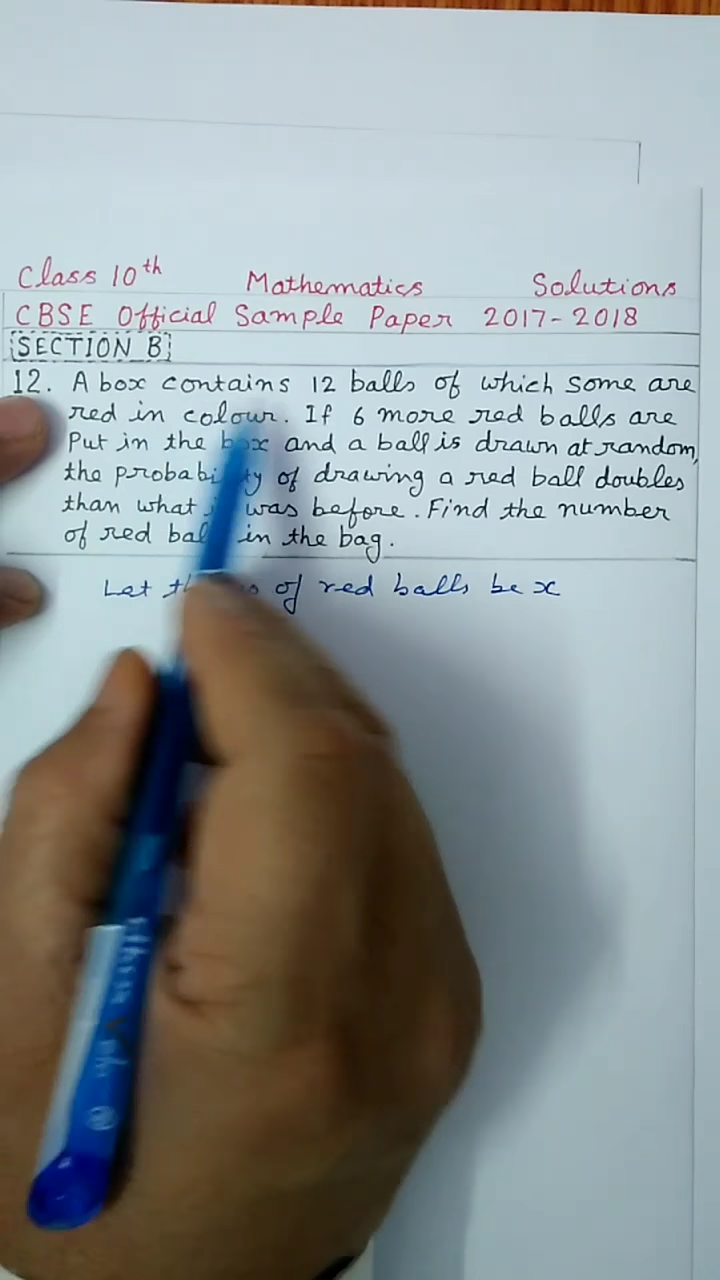 Class 10th Mathematics Solutions
CBSE Official Sample Paper 2017-2018
SECTION B
12. A box contains 12 balls of which some are
red in colour. If 6 more red balls are
Put in the box and a ball is drawn at random,
the probability of drawing a red ball doubles
than what was before. Find the number
of red in the bag.
Let of red balls be x